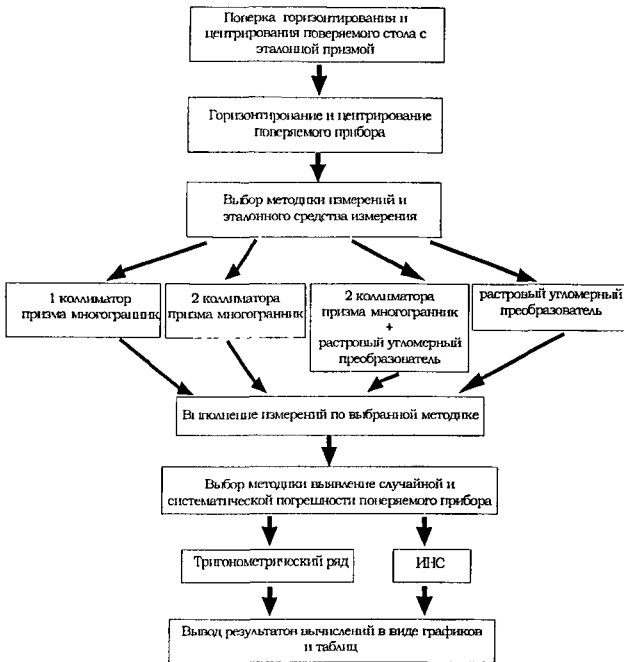 Поверка горизонтирования и
центрирования поверяемого стола с
эталонной призмой
Горизонтирование и центрирование
поверяемого прибора
Выбор методики измерений и
эталонного средства измерения
1 коллиматор
призма многогранник
2 коллиматора
призма многогранник
2 коллиматора
призма многогранник
+
растровый угломерный
преобразователь
растровый угломерный
преобразователь
Выполнение измерений по выбранной методике
Выбор методики выявление случайной и
систематической погрешности поверяемого прибора
Тригонометрический ряд
ИНС
Вывод результатов вычислений в виде графиков
и таблиц